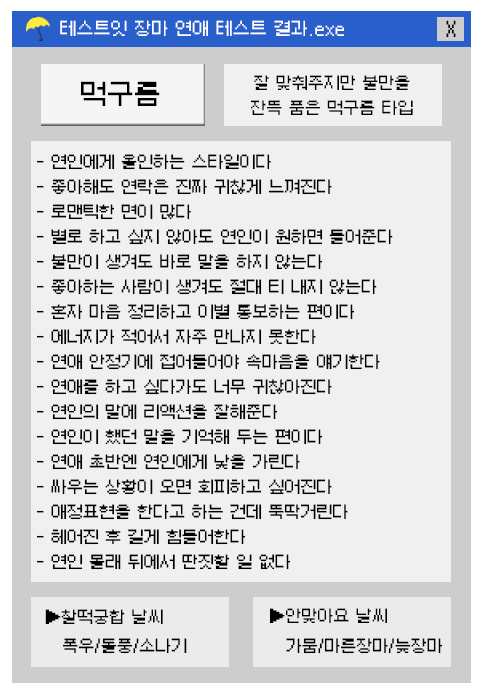 테스트잇 장마 연애 테스트 결과.exe
X
먹구름
잘 맞춰주지만 불만을
잔뜩 품은 먹구름 타입
- 연인에게 올인하는 스타일이다
- 좋아해도 연락은 진짜 귀찮게 느껴진다
- 로맨틱한 면이 많다
- 별로 하고 싶지 않아도 연인이 원하면 들어준다
- 불만이 생겨도 바로 말을 하지 않는다
- 좋아하는 사람이 생겨도 절대 티 내지 않는다
- 혼자 마음 정리하고 이별 통보하는 편이다
- 에너지가 적어서 자주 만나지 못한다
- 연애 안정기에 접어들어야 속마음을 얘기한다
- 연애를 하고 싶다가도 너무 귀찮아진다
- 연인의 말에 리액션을 잘해준다
- 연인이 했던 말을 기억해 두는 편이다
- 연애 초반엔 연인에게 낯을 가린다
- 싸우는 상황이 오면 회피하고 싶어진다
- 애정표현을 한다고 하는 건데 뚝딱거린다
- 헤어진 후 길게 힘들어한다
- 연인 몰래 뒤에서 딴짓할 일 없다
▶찰떡궁합 날씨
폭우/돌풍/소나기
▶안맞아요 날씨
가뭄/마른장마/늦장마